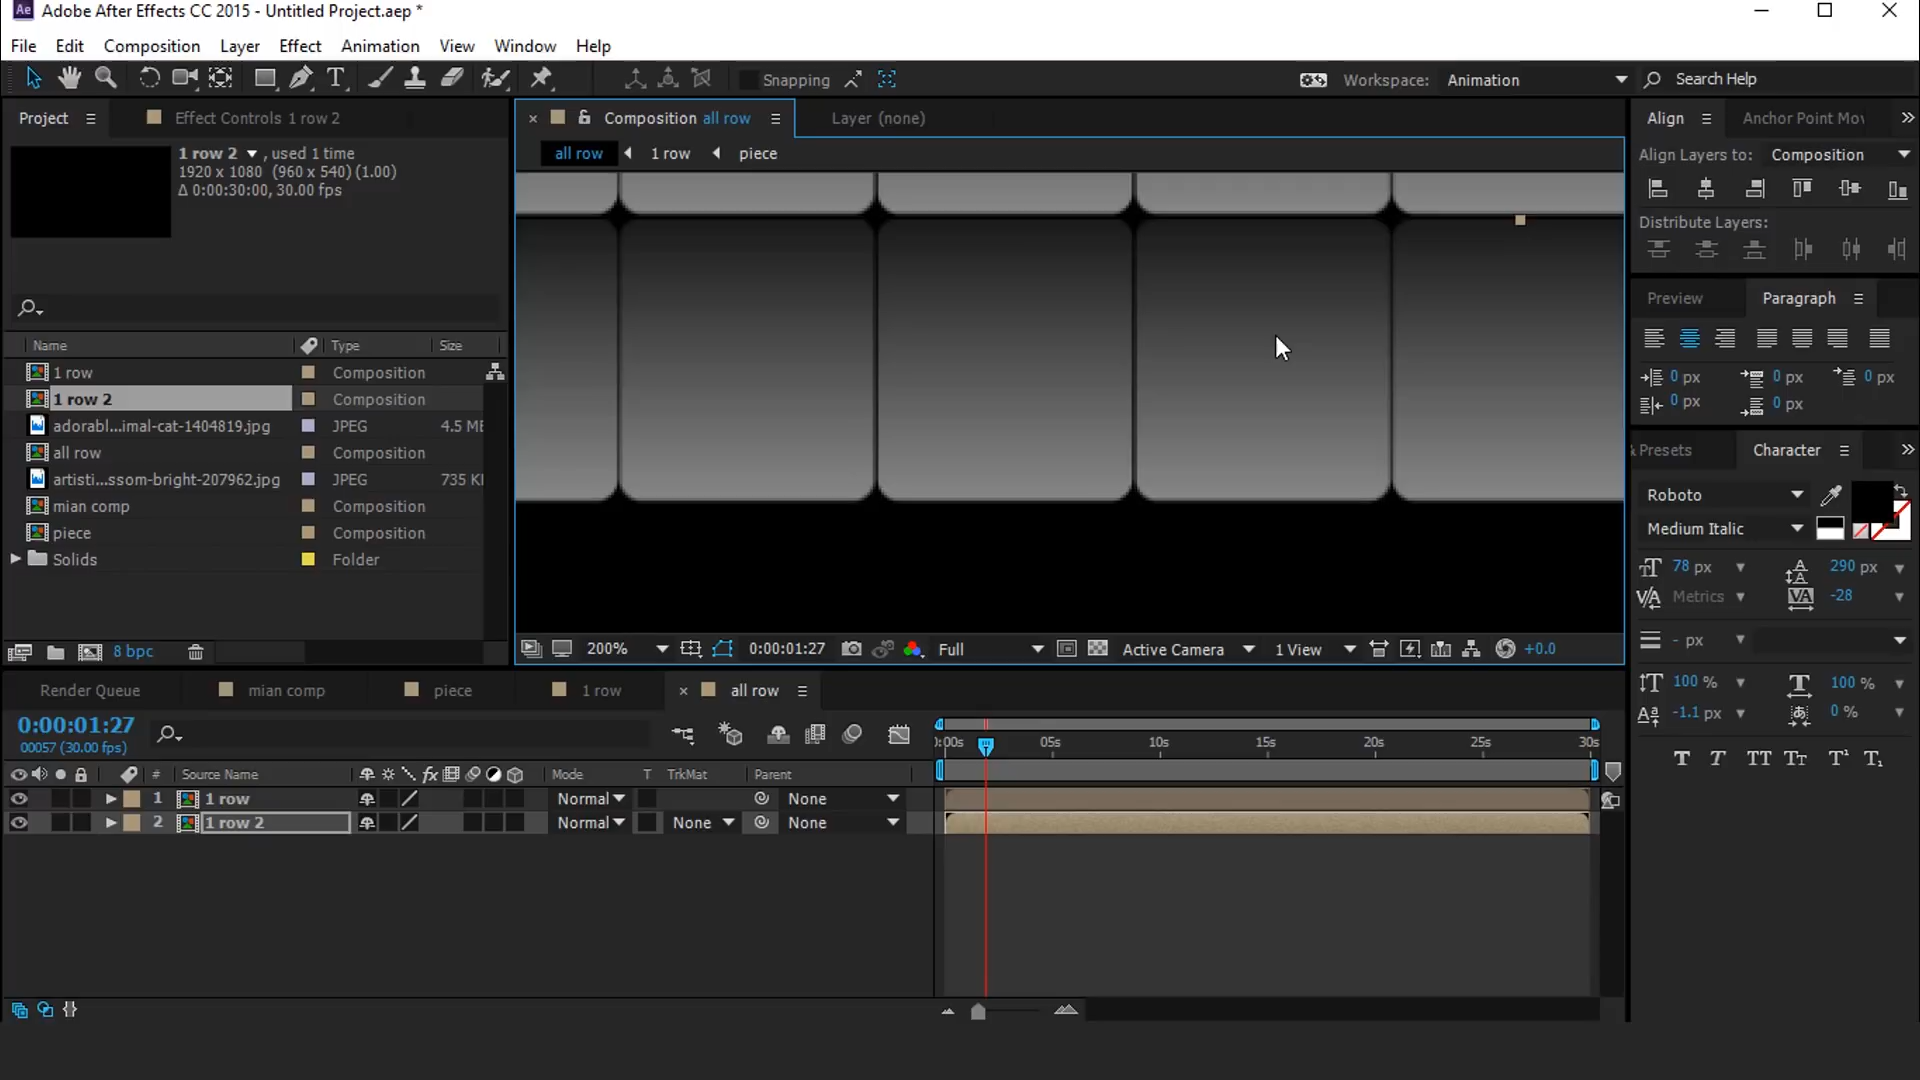 Ae Adobe After Effects CC 2015 - Untitled Project.aep *
File Edit Composition Layer Effect Animation View Window Help
T Snapping Workspace: Animation Search Help
Project Effect Controls 1 row 2 Composition all row Layer (none) Align Anchor Point Mov
1 row 2 , used 1 time
1920 x 1080 (960 x 540) (1.00)
Δ 0:00:30:00, 30.00 fps
all row 1 row piece
Align Layers to: Composition
Distribute Layers:
Preview Paragraph
0 px 0 px 0 px
0 px 0 px
Name Type Size
1 row Composition
1 row 2 Composition
adorabl...imal-cat-1404819.jpg JPEG 4.5 ME
all row Composition
artisti...ssom-bright-207962.jpg JPEG 735 KI
mian comp Composition
piece Composition
Solids Folder
8 bpc
& Presets Character
Roboto
Medium Italic
78 px 290 px
Metrics -28
- px
100 % 100 %
-1.1 px 0 %
T T TT Tт T¹ T₁
200% 0:00:01:27 Full Active Camera 1 View +0.0
Render Queue mian comp piece 1 row all row
0:00:01:27
00057 (30.00 fps)
):00s 05s 10s 15s 20s 25s 30s
# Source Name fx Mode T TrkMat Parent
1 1 row Normal None
2 1 row 2 Normal None None